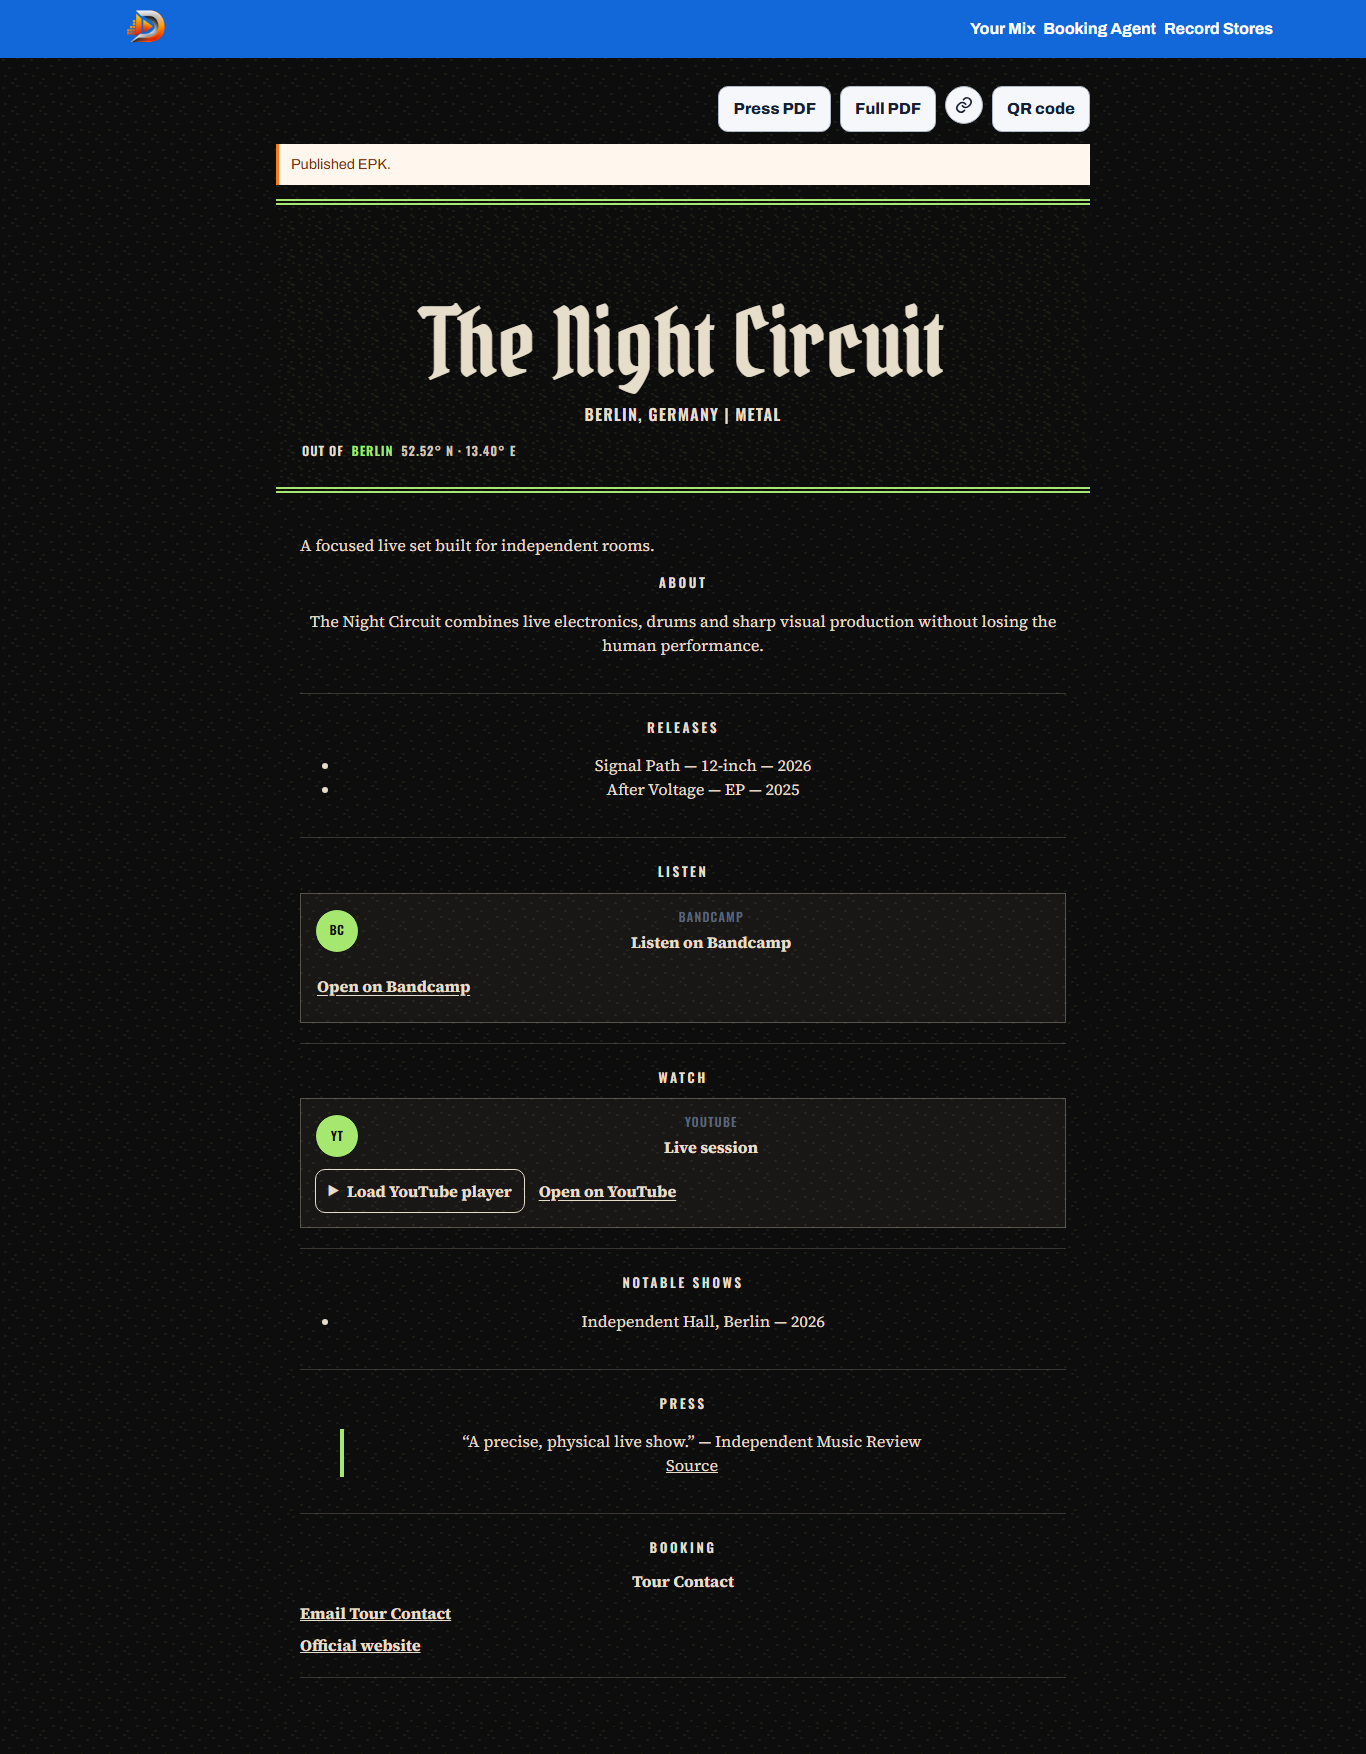 Your Mix Booking Agent Record Stores
Press PDF Full PDF QR code
Published EPK.
The Night Circuit
BERLIN, GERMANY | METAL
OUT OF BERLIN 52.52° N · 13.40° E
A focused live set built for independent rooms.
ABOUT
The Night Circuit combines live electronics, drums and sharp visual production without losing the
human performance.
RELEASES
Signal Path — 12-inch — 2026
After Voltage — EP — 2025
LISTEN
BC
BANDCAMP
Listen on Bandcamp
Open on Bandcamp
WATCH
YT
YOUTUBE
Live session
Load YouTube player Open on YouTube
NOTABLE SHOWS
Independent Hall, Berlin — 2026
PRESS
“A precise, physical live show.” — Independent Music Review
Source
BOOKING
Tour Contact
Email Tour Contact
Official website